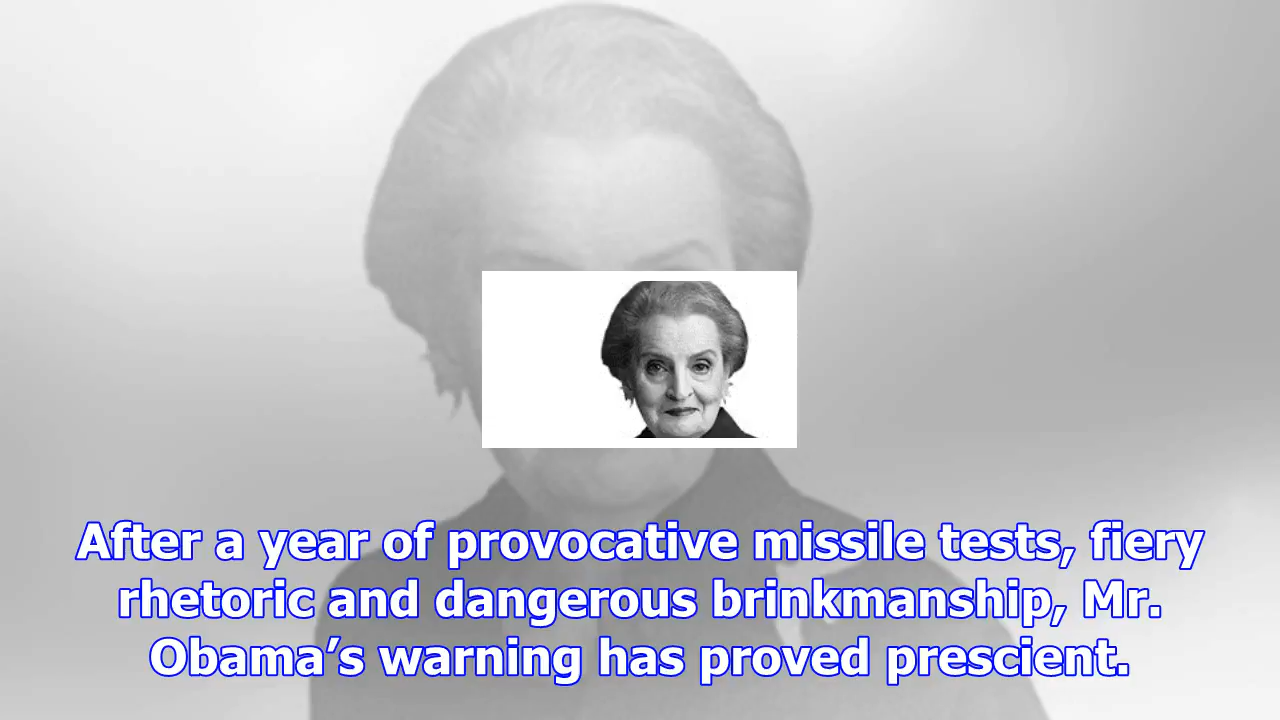 After a year of provocative missile tests, fiery
rhetoric and dangerous brinkmanship, Mr.
Obama’s warning has proved prescient.